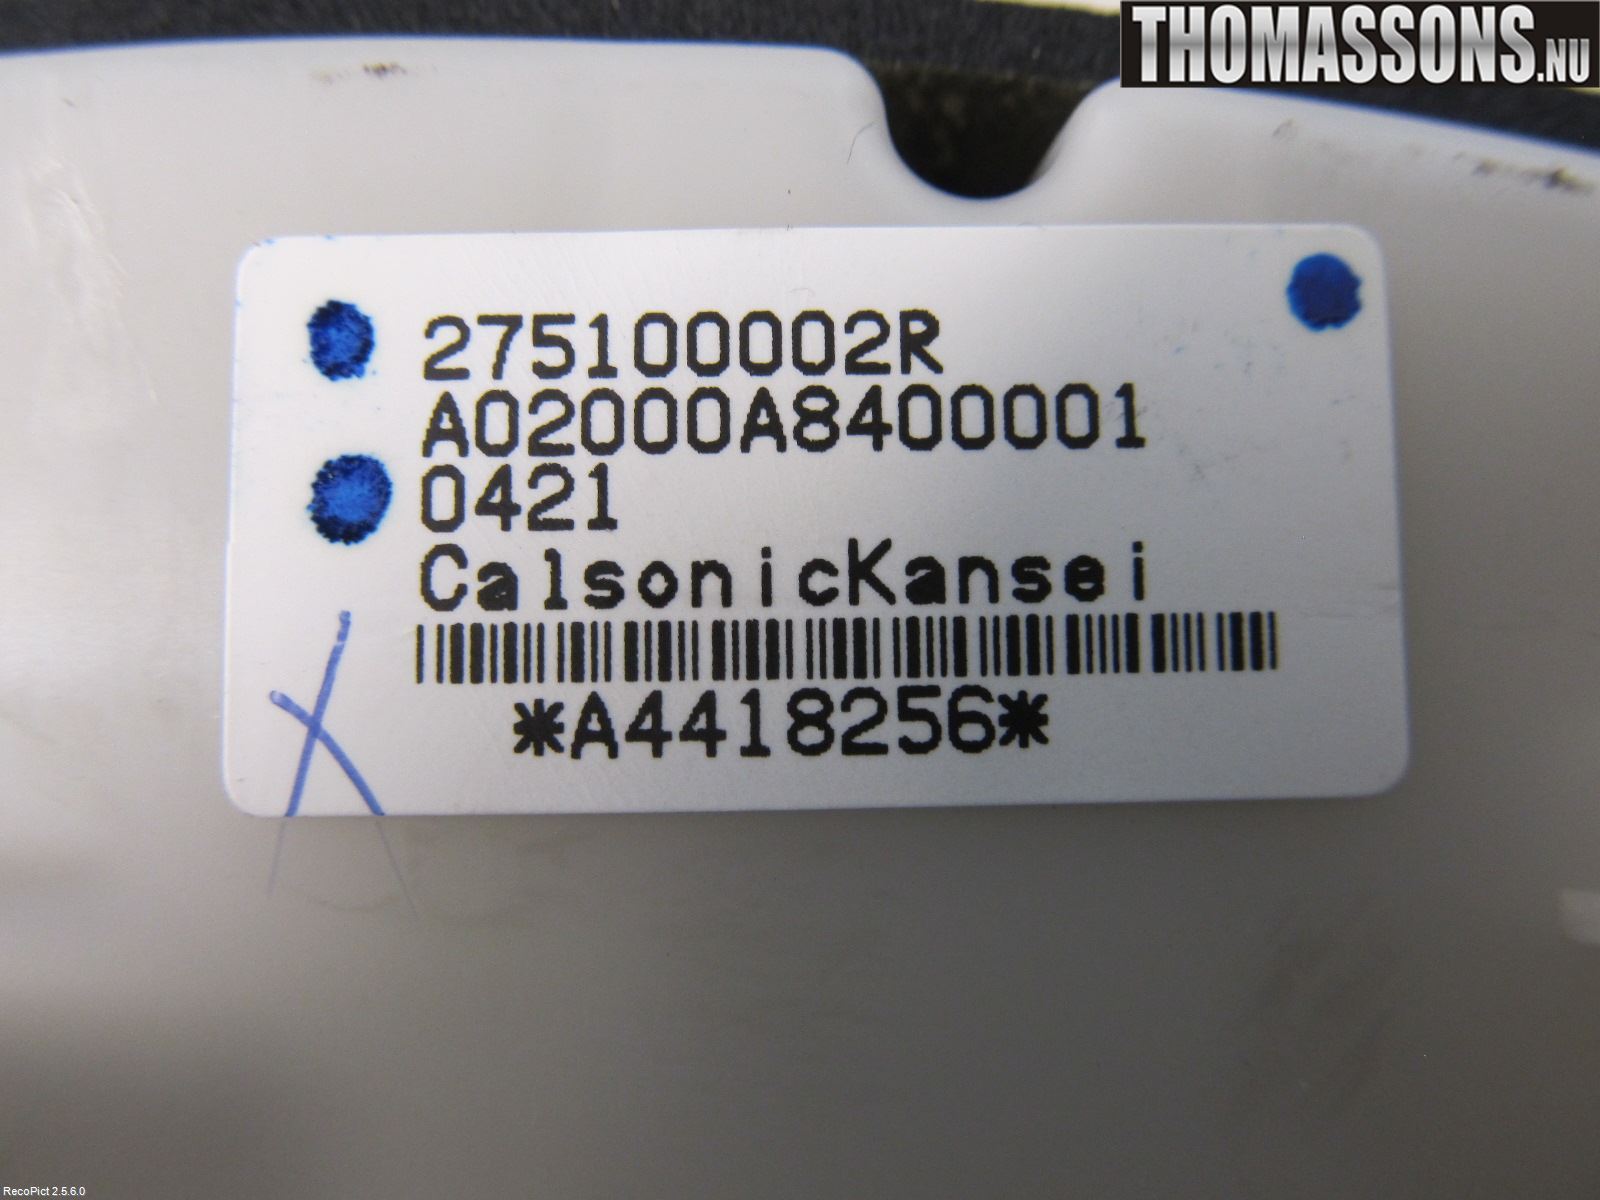 THOMASSONS.NU
275100002R
A02000A8400001
0421
CalsonicKansei
*A4418256*
RecoPict 2.5.6.0